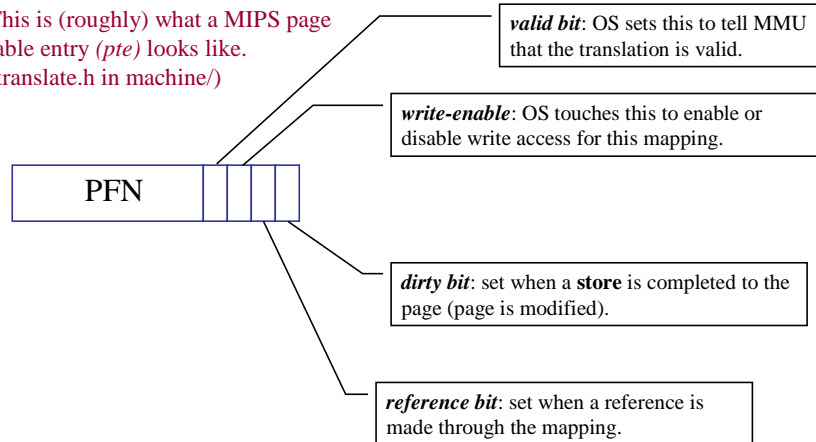 This is (roughly) what a MIPS page
table entry (pte) looks like.
(translate.h in machine/)
valid bit: OS sets this to tell MMU
that the translation is valid.
write-enable: OS touches this to enable or
disable write access for this mapping.
PFN
dirty bit: set when a store is completed to the
page (page is modified).
reference bit: set when a reference is
made through the mapping.